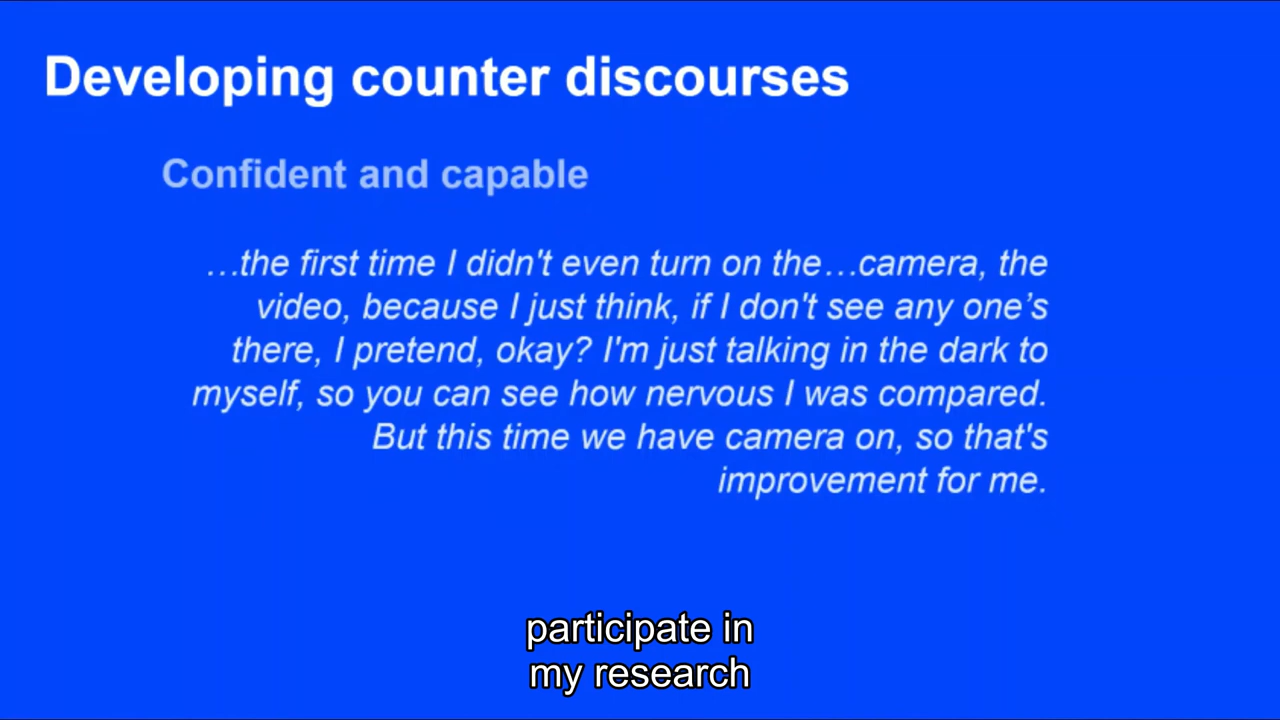 Developing counter discourses
Confident and capable
…the first time I didn't even turn on the…camera, the
video, because I just think, if I don't see any one’s
there, I pretend, okay? I'm just talking in the dark to
myself, so you can see how nervous I was compared.
But this time we have camera on, so that's
improvement for me.
participate in
my research